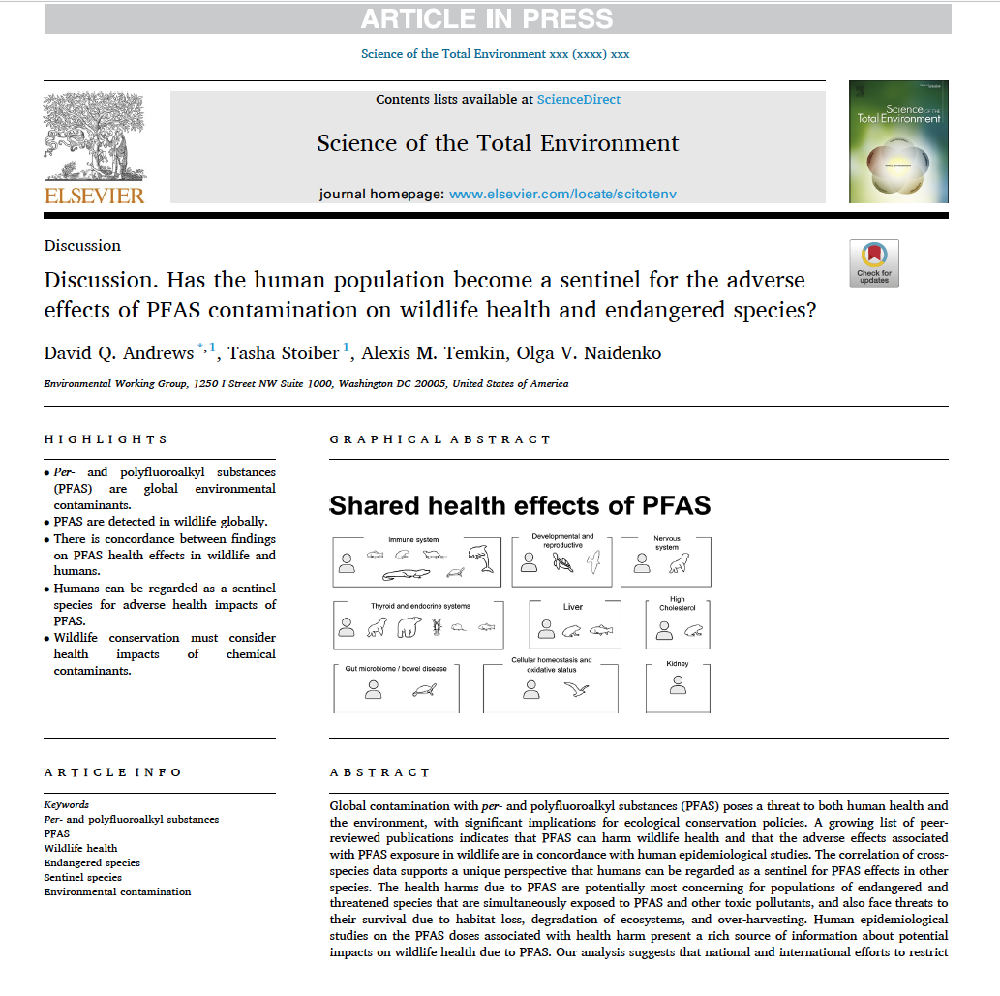 ARTICLE IN PRESS
Science of the Total Environment xxx (xxxx) xxx
Contents lists available at ScienceDirect
Science of the Total Environment
journal homepage: www.elsevier.com/locate/scitotenv
ELSEVIER
Science OF THE
Total Environment
Discussion
Discussion. Has the human population become a sentinel for the adverse
effects of PFAS contamination on wildlife health and endangered species?
Check for
updates
David Q. Andrews *,1, Tasha Stoiber 1, Alexis M. Temkin, Olga V. Naidenko
Environmental Working Group, 1250 I Street NW Suite 1000, Washington DC 20005, United States of America
HIGHLIGHTS
• Per- and polyfluoroalkyl substances
(PFAS) are global environmental
contaminants.
• PFAS are detected in wildlife globally.
• There is concordance between findings
on PFAS health effects in wildlife and
humans.
• Humans can be regarded as a sentinel
species for adverse health impacts of
PFAS.
• Wildlife conservation must consider
health impacts of chemical
contaminants.
GRAPHICAL ABSTRACT
Shared health effects of PFAS
Immune system
Developmental and
reproductive
Nervous
system
Thyroid and endocrine systems
Liver
High
Cholesterol
Gut microbiome / bowel disease
Cellular homeostasis and
oxidative status
Kidney
ARTICLE INFO
Keywords
Per- and polyfluoroalkyl substances
PFAS
Wildlife health
Endangered species
Sentinel species
Environmental contamination
ABSTRACT
Global contamination with per- and polyfluoroalkyl substances (PFAS) poses a threat to both human health and
the environment, with significant implications for ecological conservation policies. A growing list of peer-
reviewed publications indicates that PFAS can harm wildlife health and that the adverse effects associated
with PFAS exposure in wildlife are in concordance with human epidemiological studies. The correlation of cross-
species data supports a unique perspective that humans can be regarded as a sentinel for PFAS effects in other
species. The health harms due to PFAS are potentially most concerning for populations of endangered and
threatened species that are simultaneously exposed to PFAS and other toxic pollutants, and also face threats to
their survival due to habitat loss, degradation of ecosystems, and over-harvesting. Human epidemiological
studies on the PFAS doses associated with health harm present a rich source of information about potential
impacts on wildlife health due to PFAS. Our analysis suggests that national and international efforts to restrict